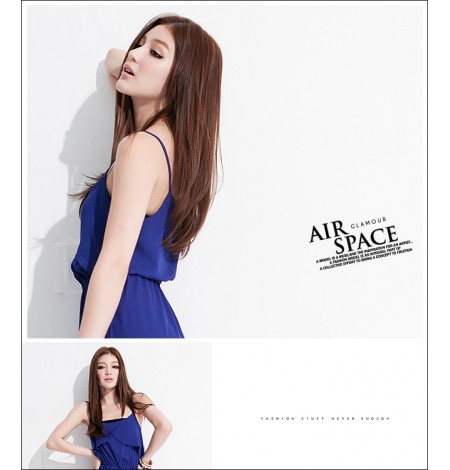 AIR GLAMOUR
SPACE
A MODEL IS A MUSE AND THE INSPIRATION FOR AN ARTIST...
A FASHION MODEL IS AN INTEGRAL PART OF
A COLLECTIVE EFFORT TO BRING A CONCEPT TO FRUITION
FASHION STUFF NEVER ENOUGH